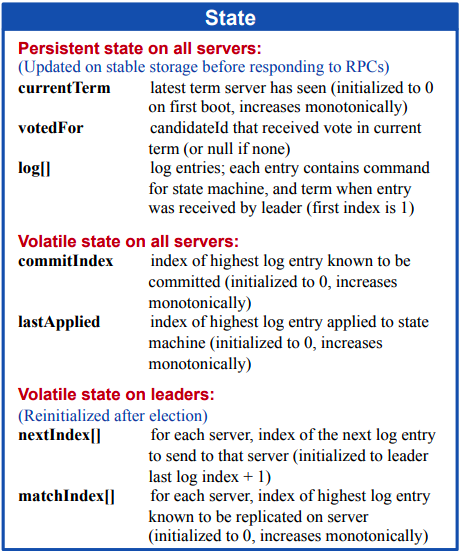 State
Persistent state on all servers:
(Updated on stable storage before responding to RPCs)
currentTerm latest term server has seen (initialized to 0
on first boot, increases monotonically)
votedFor candidateId that received vote in current
term (or null if none)
log[] log entries; each entry contains command
for state machine, and term when entry
was received by leader (first index is 1)
Volatile state on all servers:
commitIndex index of highest log entry known to be
committed (initialized to 0, increases
monotonically)
lastApplied index of highest log entry applied to state
machine (initialized to 0, increases
monotonically)
Volatile state on leaders:
(Reinitialized after election)
nextIndex[] for each server, index of the next log entry
to send to that server (initialized to leader
last log index + 1)
matchIndex[] for each server, index of highest log entry
known to be replicated on server
(initialized to 0, increases monotonically)